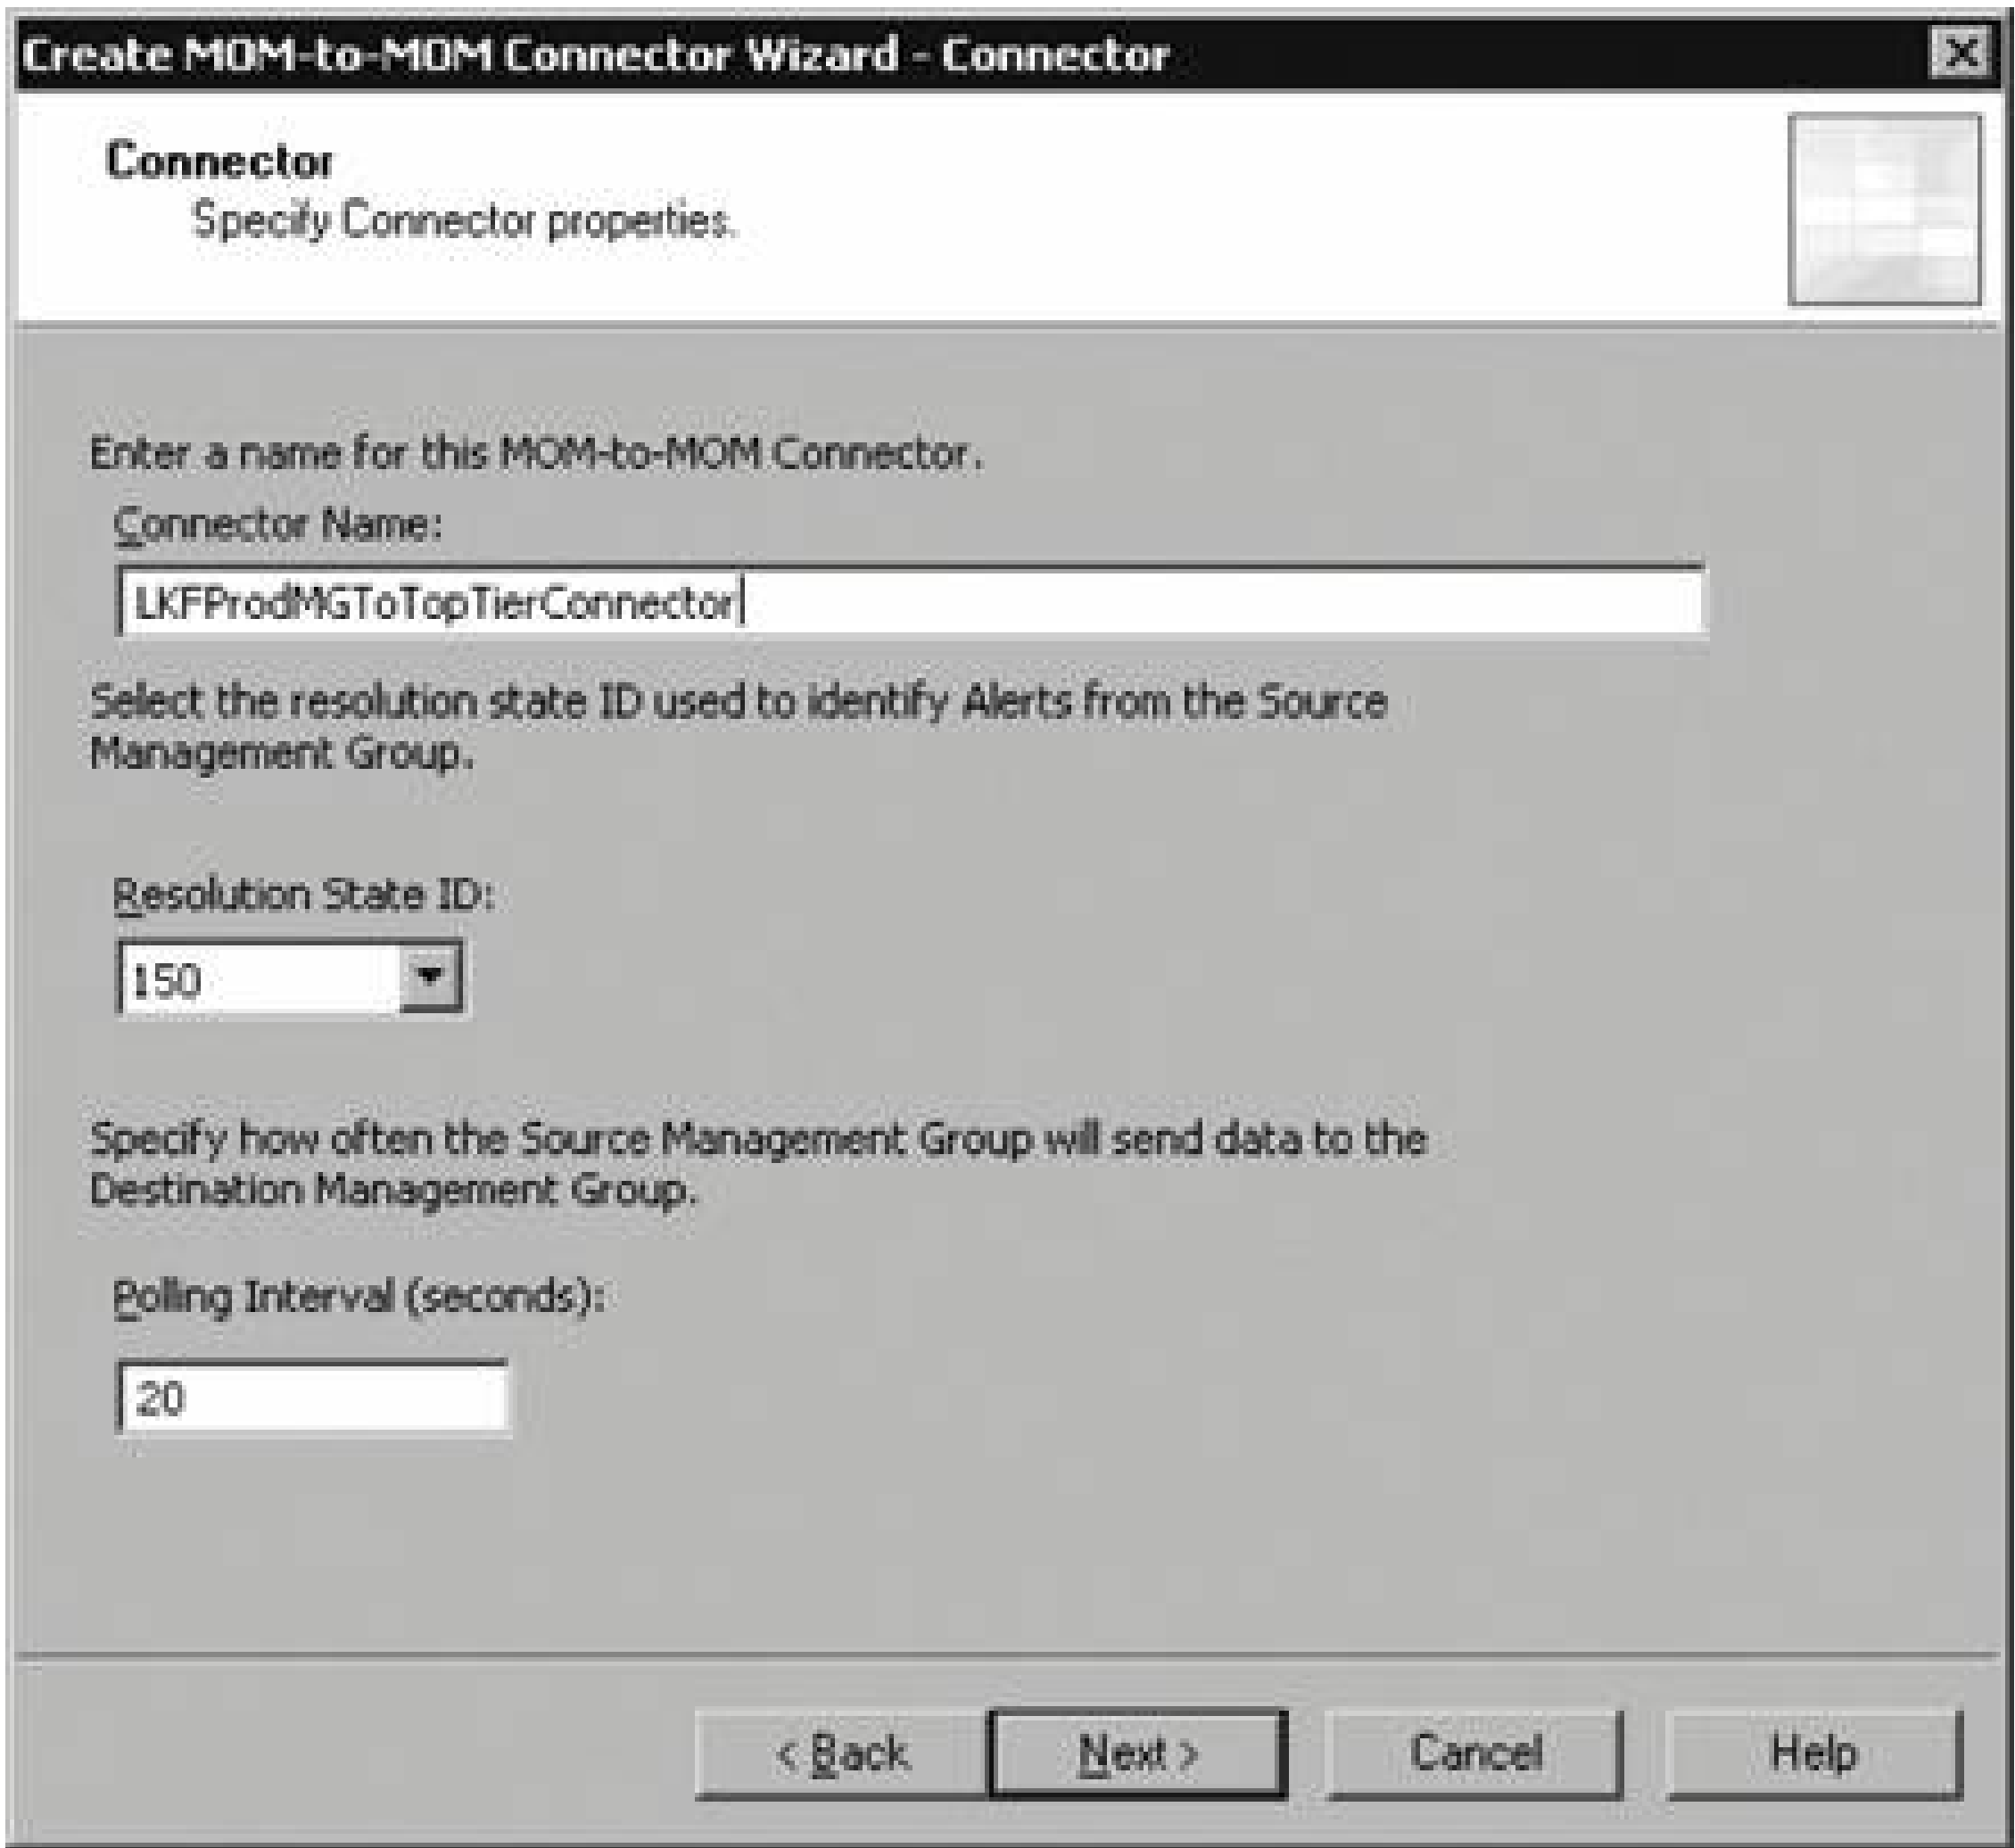 Create MOM-to-MOM Connector Wizard - Connector
Connector
Specify Connector properties.
Enter a name for this MOM-to-MOM Connector.
Connector Name:
LKFProdMGToTopTierConnector
Select the resolution state ID used to identify Alerts from the Source
Management Group.
Resolution State ID:
150
Specify how often the Source Management Group will send data to the
Destination Management Group.
Polling Interval (seconds):
20
< Back Next > Cancel Help